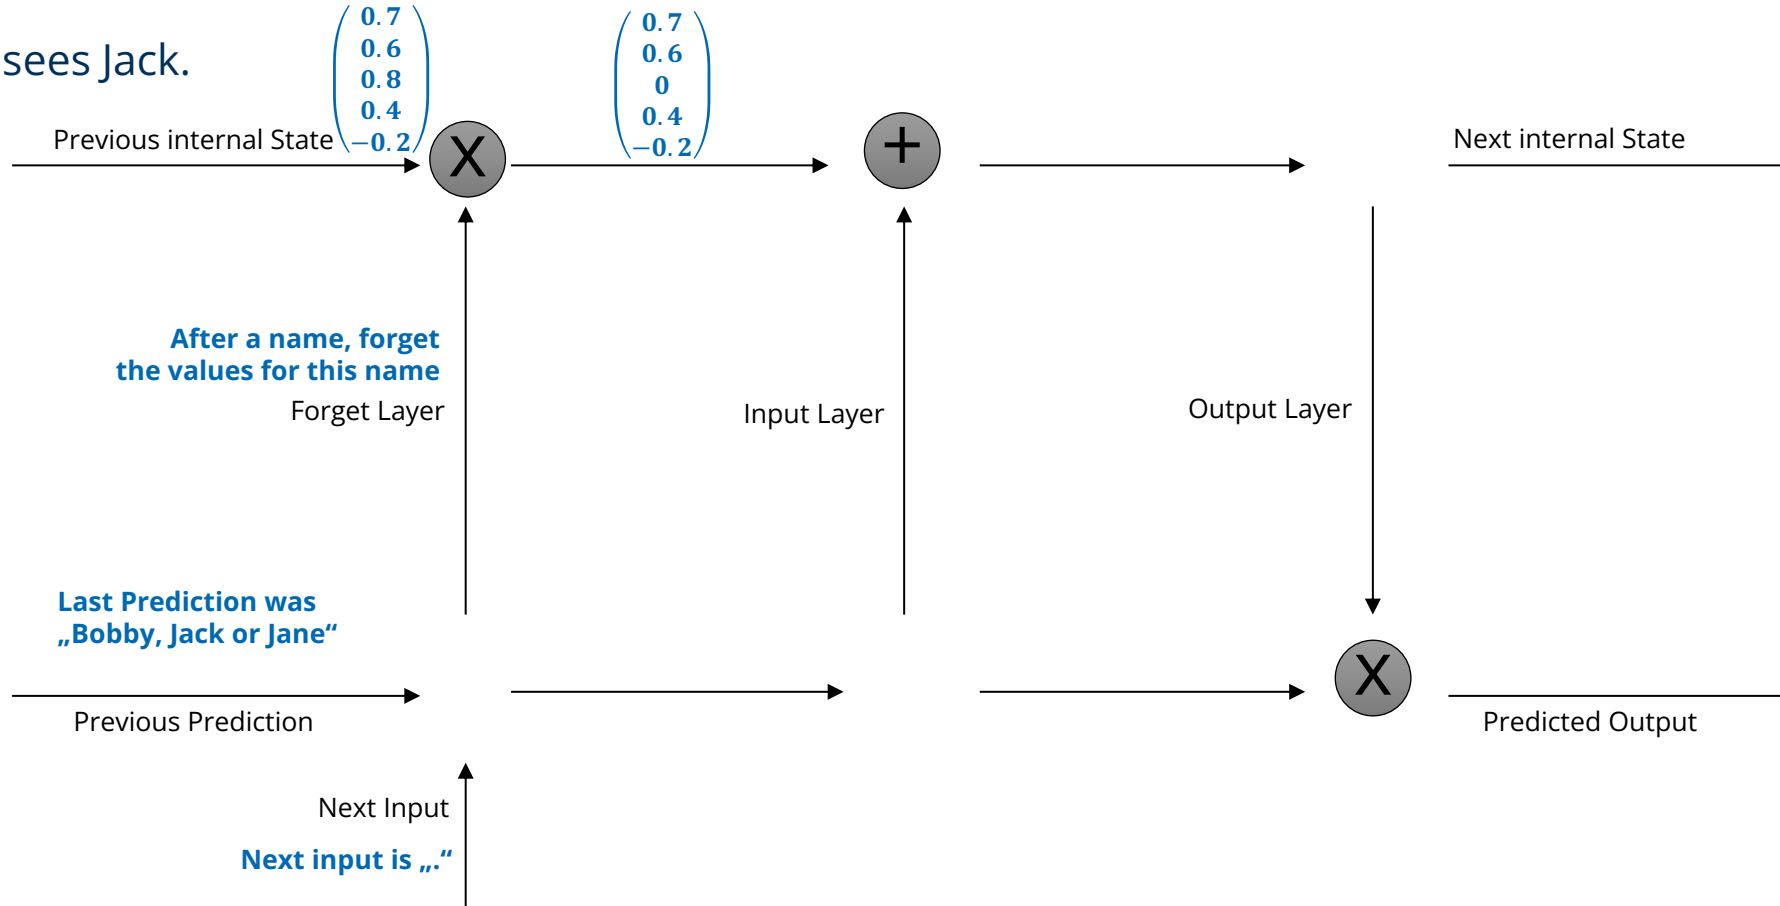 sees Jack.
0.7
0.6
0.8
0.4
−0.2
0.7
0.6
0
0.4
−0.2
Previous internal State
X
+
Next internal State
After a name, forget
the values for this name
Forget Layer
Input Layer
Output Layer
Last Prediction was
„Bobby, Jack or Jane“
X
Previous Prediction
Predicted Output
Next Input
Next input is „.“